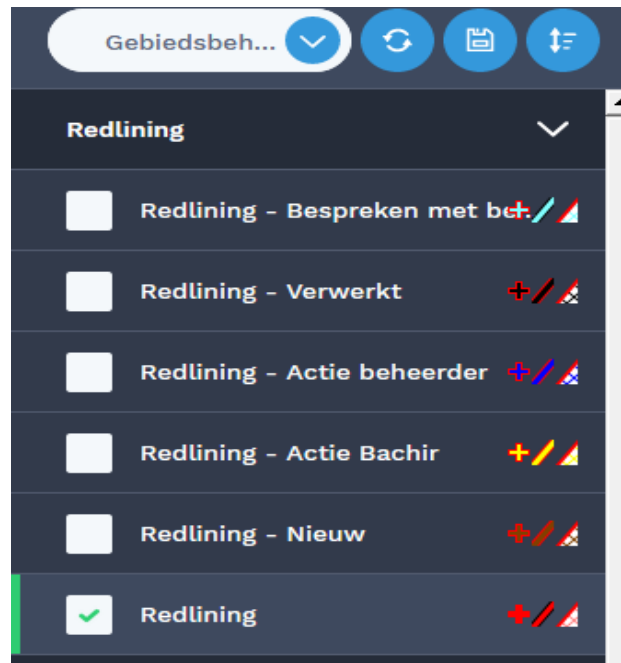 Gebiedsbeh...
Redlining
Redlining - Bespreken met be
Redlining - Verwerkt
Redlining - Actie beheerder
Redlining - Actie Bachir
Redlining - Nieuw
Redlining